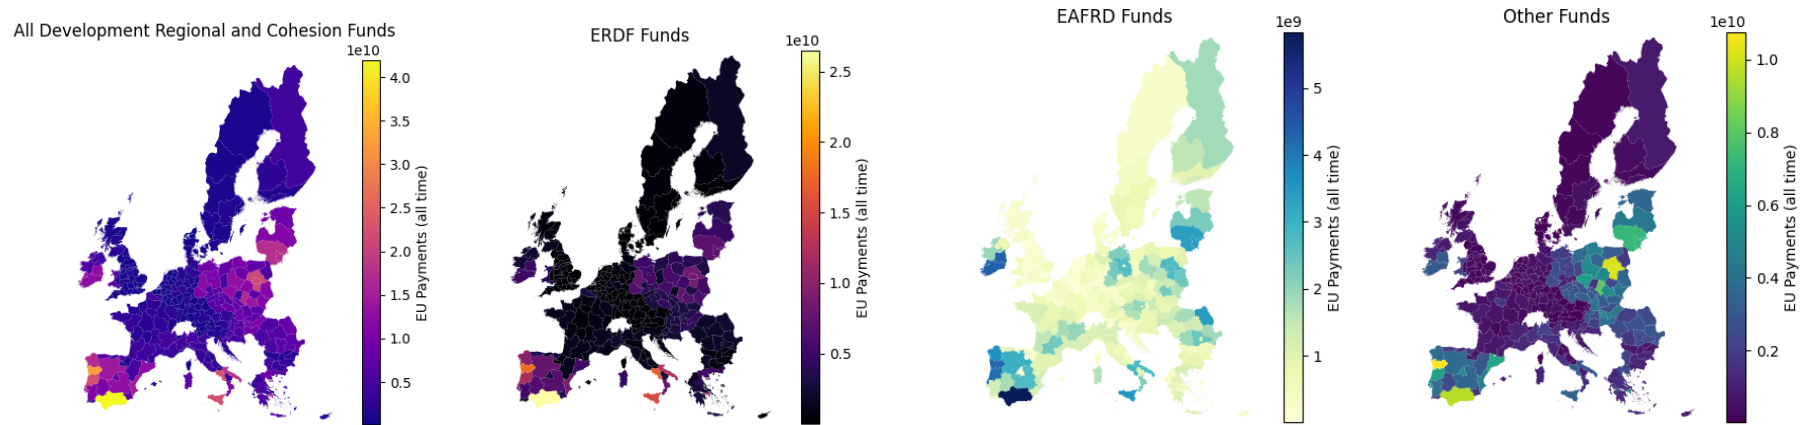 All Development Regional and Cohesion Funds
1e10
4.0
3.5
3.0
2.5
2.0
1.5
1.0
0.5
EU Payments (all time)
ERDF Funds
1e10
2.5
2.0
1.5
1.0
0.5
EU Payments (all time)
EAFRD Funds
1e9
5
4
3
2
1
EU Payments (all time)
Other Funds
1e10
1.0
0.8
0.6
0.4
0.2
EU Payments (all time)